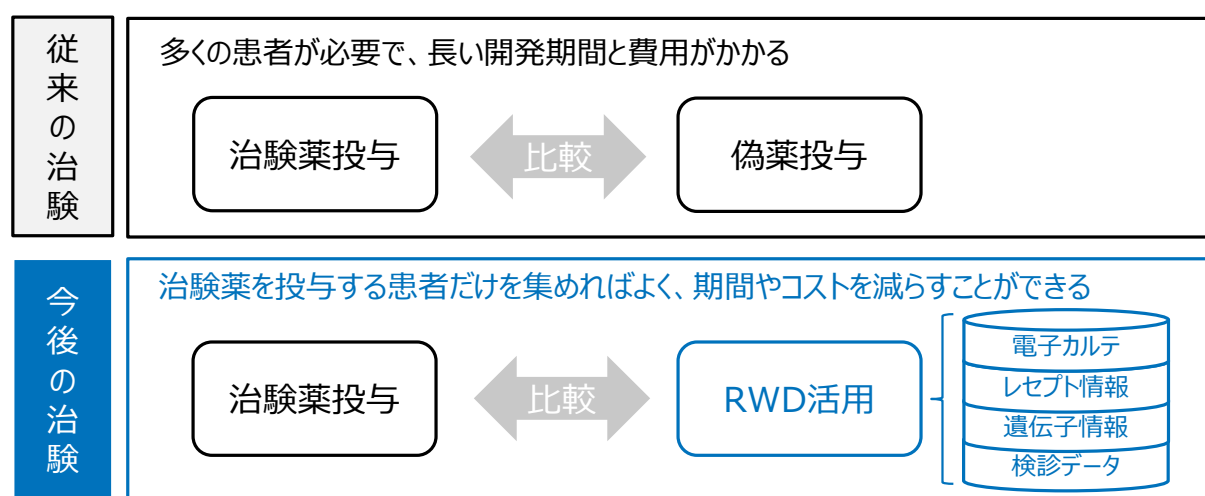 従来の治験
多くの患者が必要で、長い開発期間と費用がかかる
治験薬投与
比較
偽薬投与
今後の治験
治験薬を投与する患者だけを集めればよく、期間やコストを減らすことができる
治験薬投与
比較
RWD活用
電子カルテ
レセプト情報
遺伝子情報
検診データ